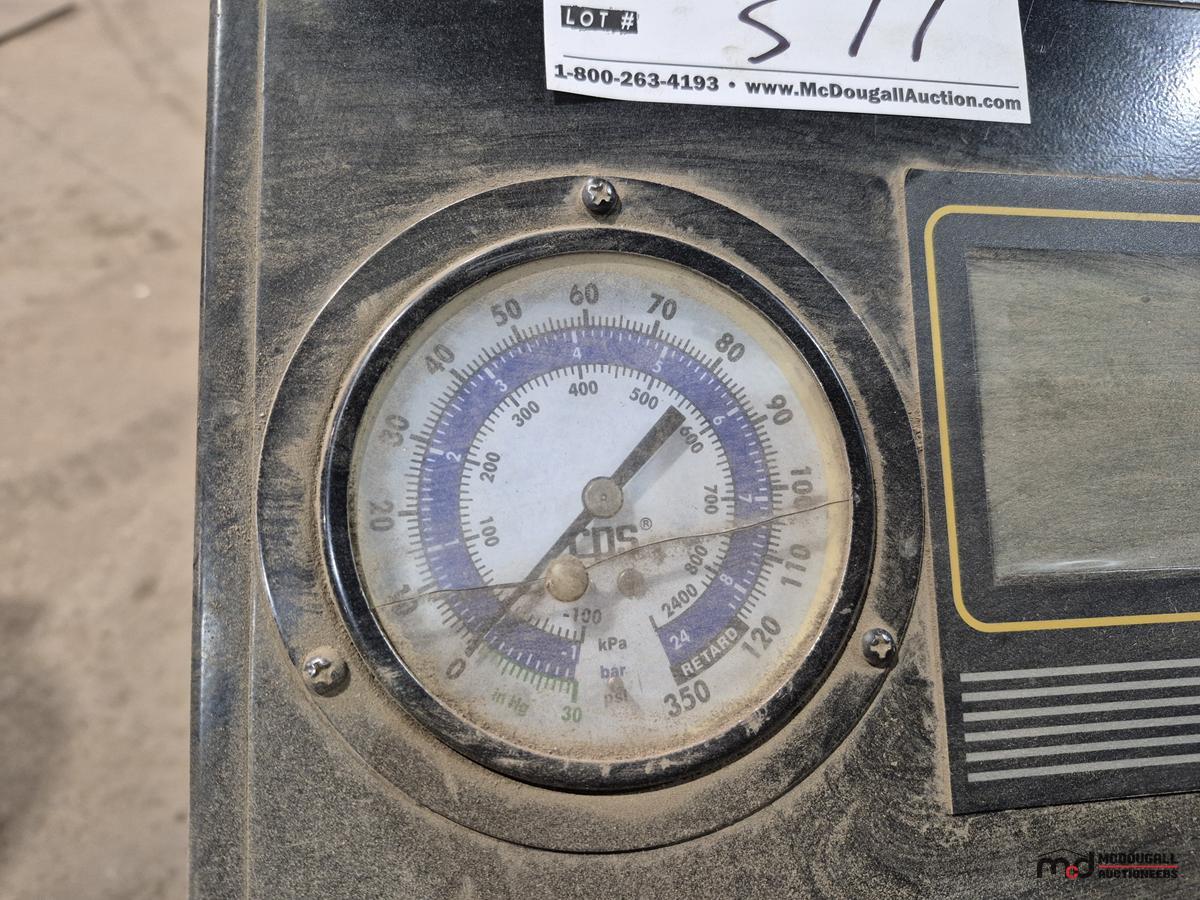 LOT # 511
1-800-263-4193 • www.McDougallAuction.com
0 10 20 30 40 50 60 70 80 90 100 110 120 350
1 2 3 4 5 6 7 8 24
-1
-100 100 200 300 400 500 600 700 800 2400
CPS®
kPa
bar
psi
RETARD
in Hg
30
mcd MCDOUGALL
AUCTIONEERS